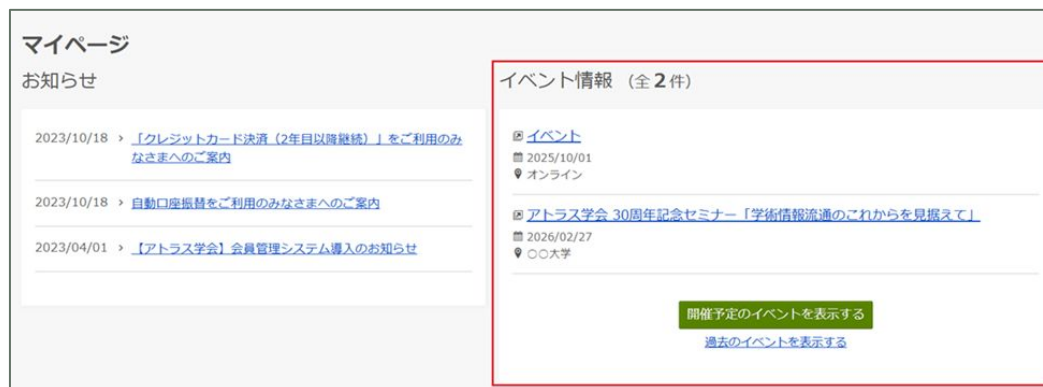 マイページ
お知らせ
2023/10/18 › 「クレジットカード決済（2年目以降継続）」をご利用のみ
なさまへのご案内
2023/10/18 › 自動口座振替をご利用のみなさまへのご案内
2023/04/01 › 【アトラス学会】会員管理システム導入のお知らせ
イベント情報 （全2件）
イベント
2025/10/01
オンライン
アトラス学会 30周年記念セミナー「学術情報流通のこれからを見据えて」
2026/02/27
○○大学
開催予定のイベントを表示する
過去のイベントを表示する